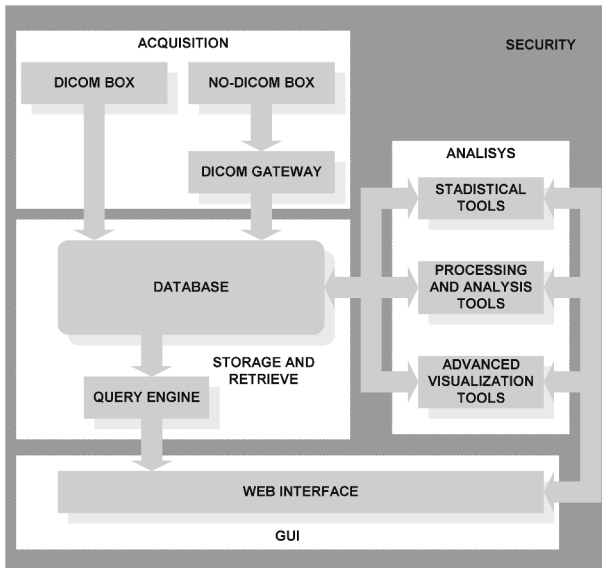 ACQUISITION
SECURITY
DICOM BOX
NO-DICOM BOX
DICOM GATEWAY
ANALISYS
STADISTICAL
TOOLS
DATABASE
PROCESSING
AND ANALYSIS
TOOLS
STORAGE AND
RETRIEVE
ADVANCED
VISUALIZATION
TOOLS
QUERY ENGINE
WEB INTERFACE
GUI